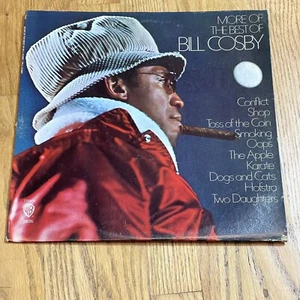 MORE OF
THE BEST OF
BILL COSBY
Conflict
Shop
Toss of the Coin
Smoking
Oops
The Apple
Karate
Dogs and Cats
Hofstra
Two Daughters